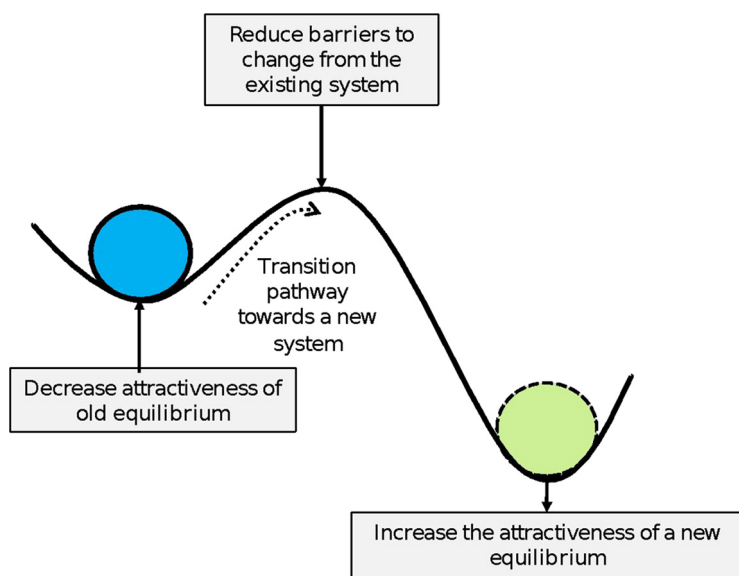 Reduce barriers to
change from the
existing system
Transition
pathway
towards a new
system
Decrease attractiveness of
old equilibrium
Increase the attractiveness of a new
equilibrium